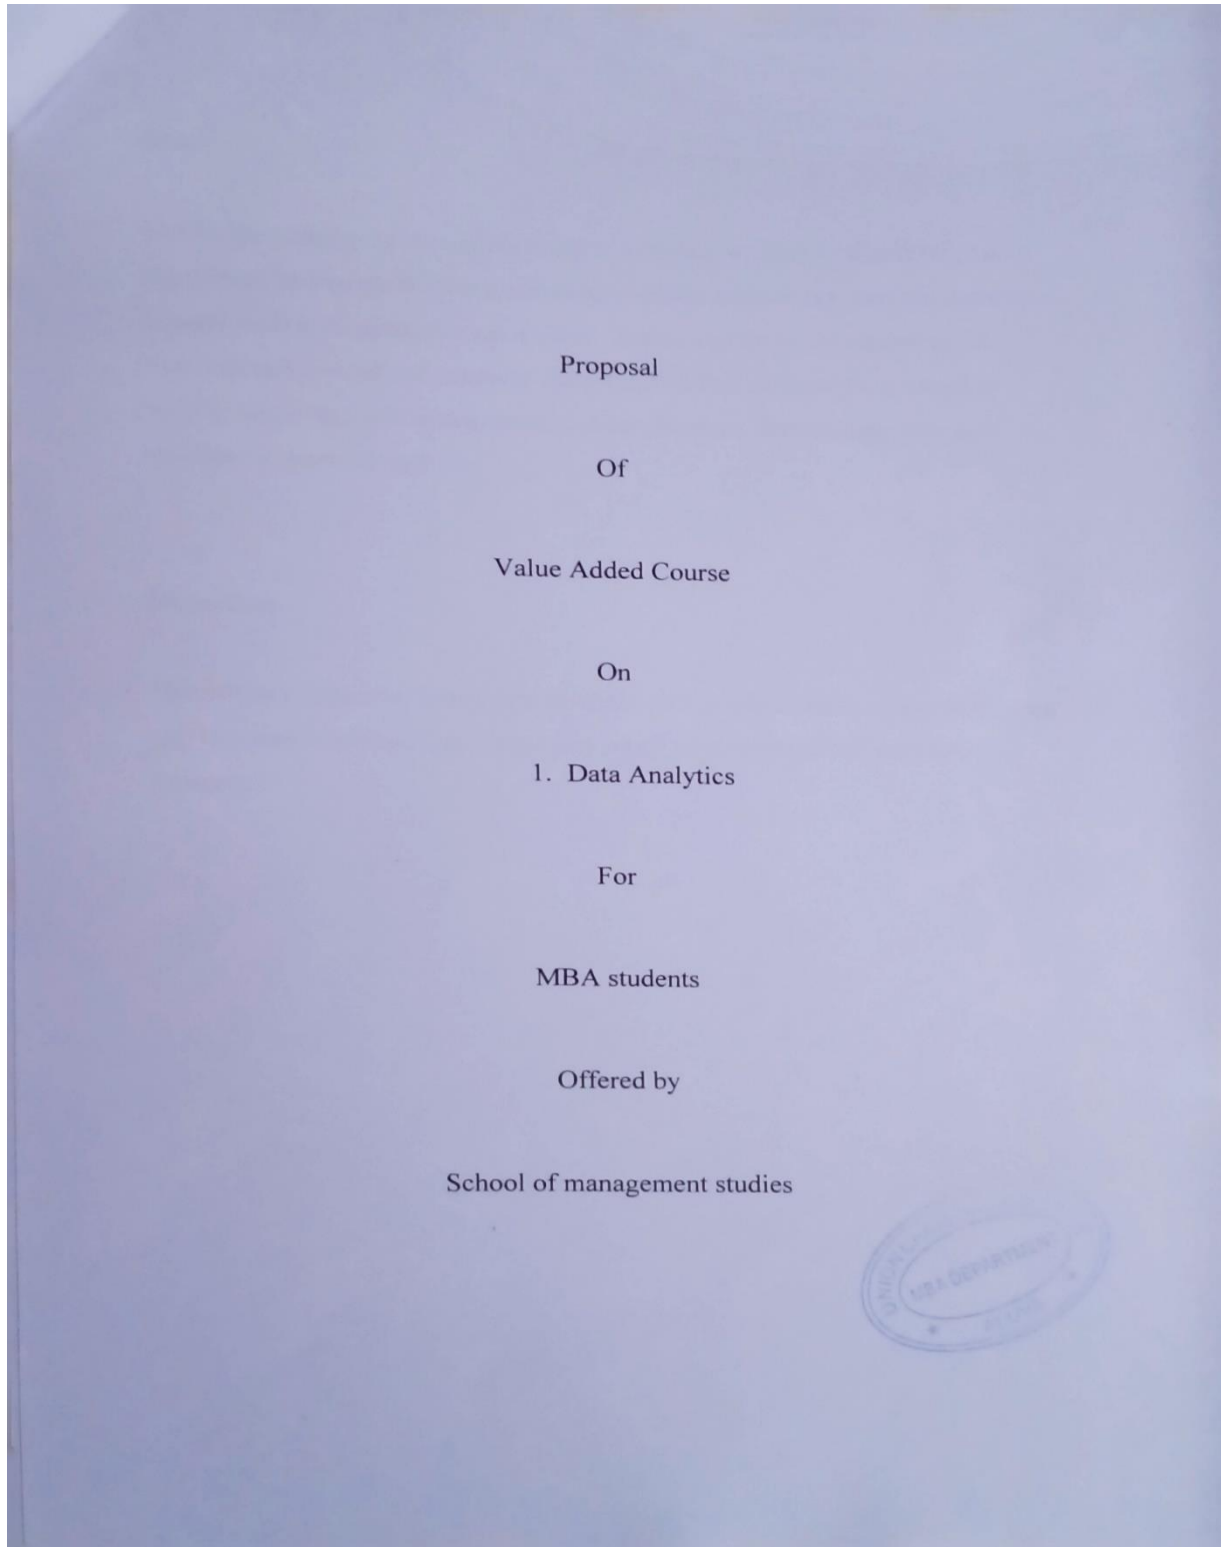 Proposal
Of
Value Added Course
On
1. Data Analytics
For
MBA students
Offered by
School of management studies
UNION
MBA DEPARTMENT